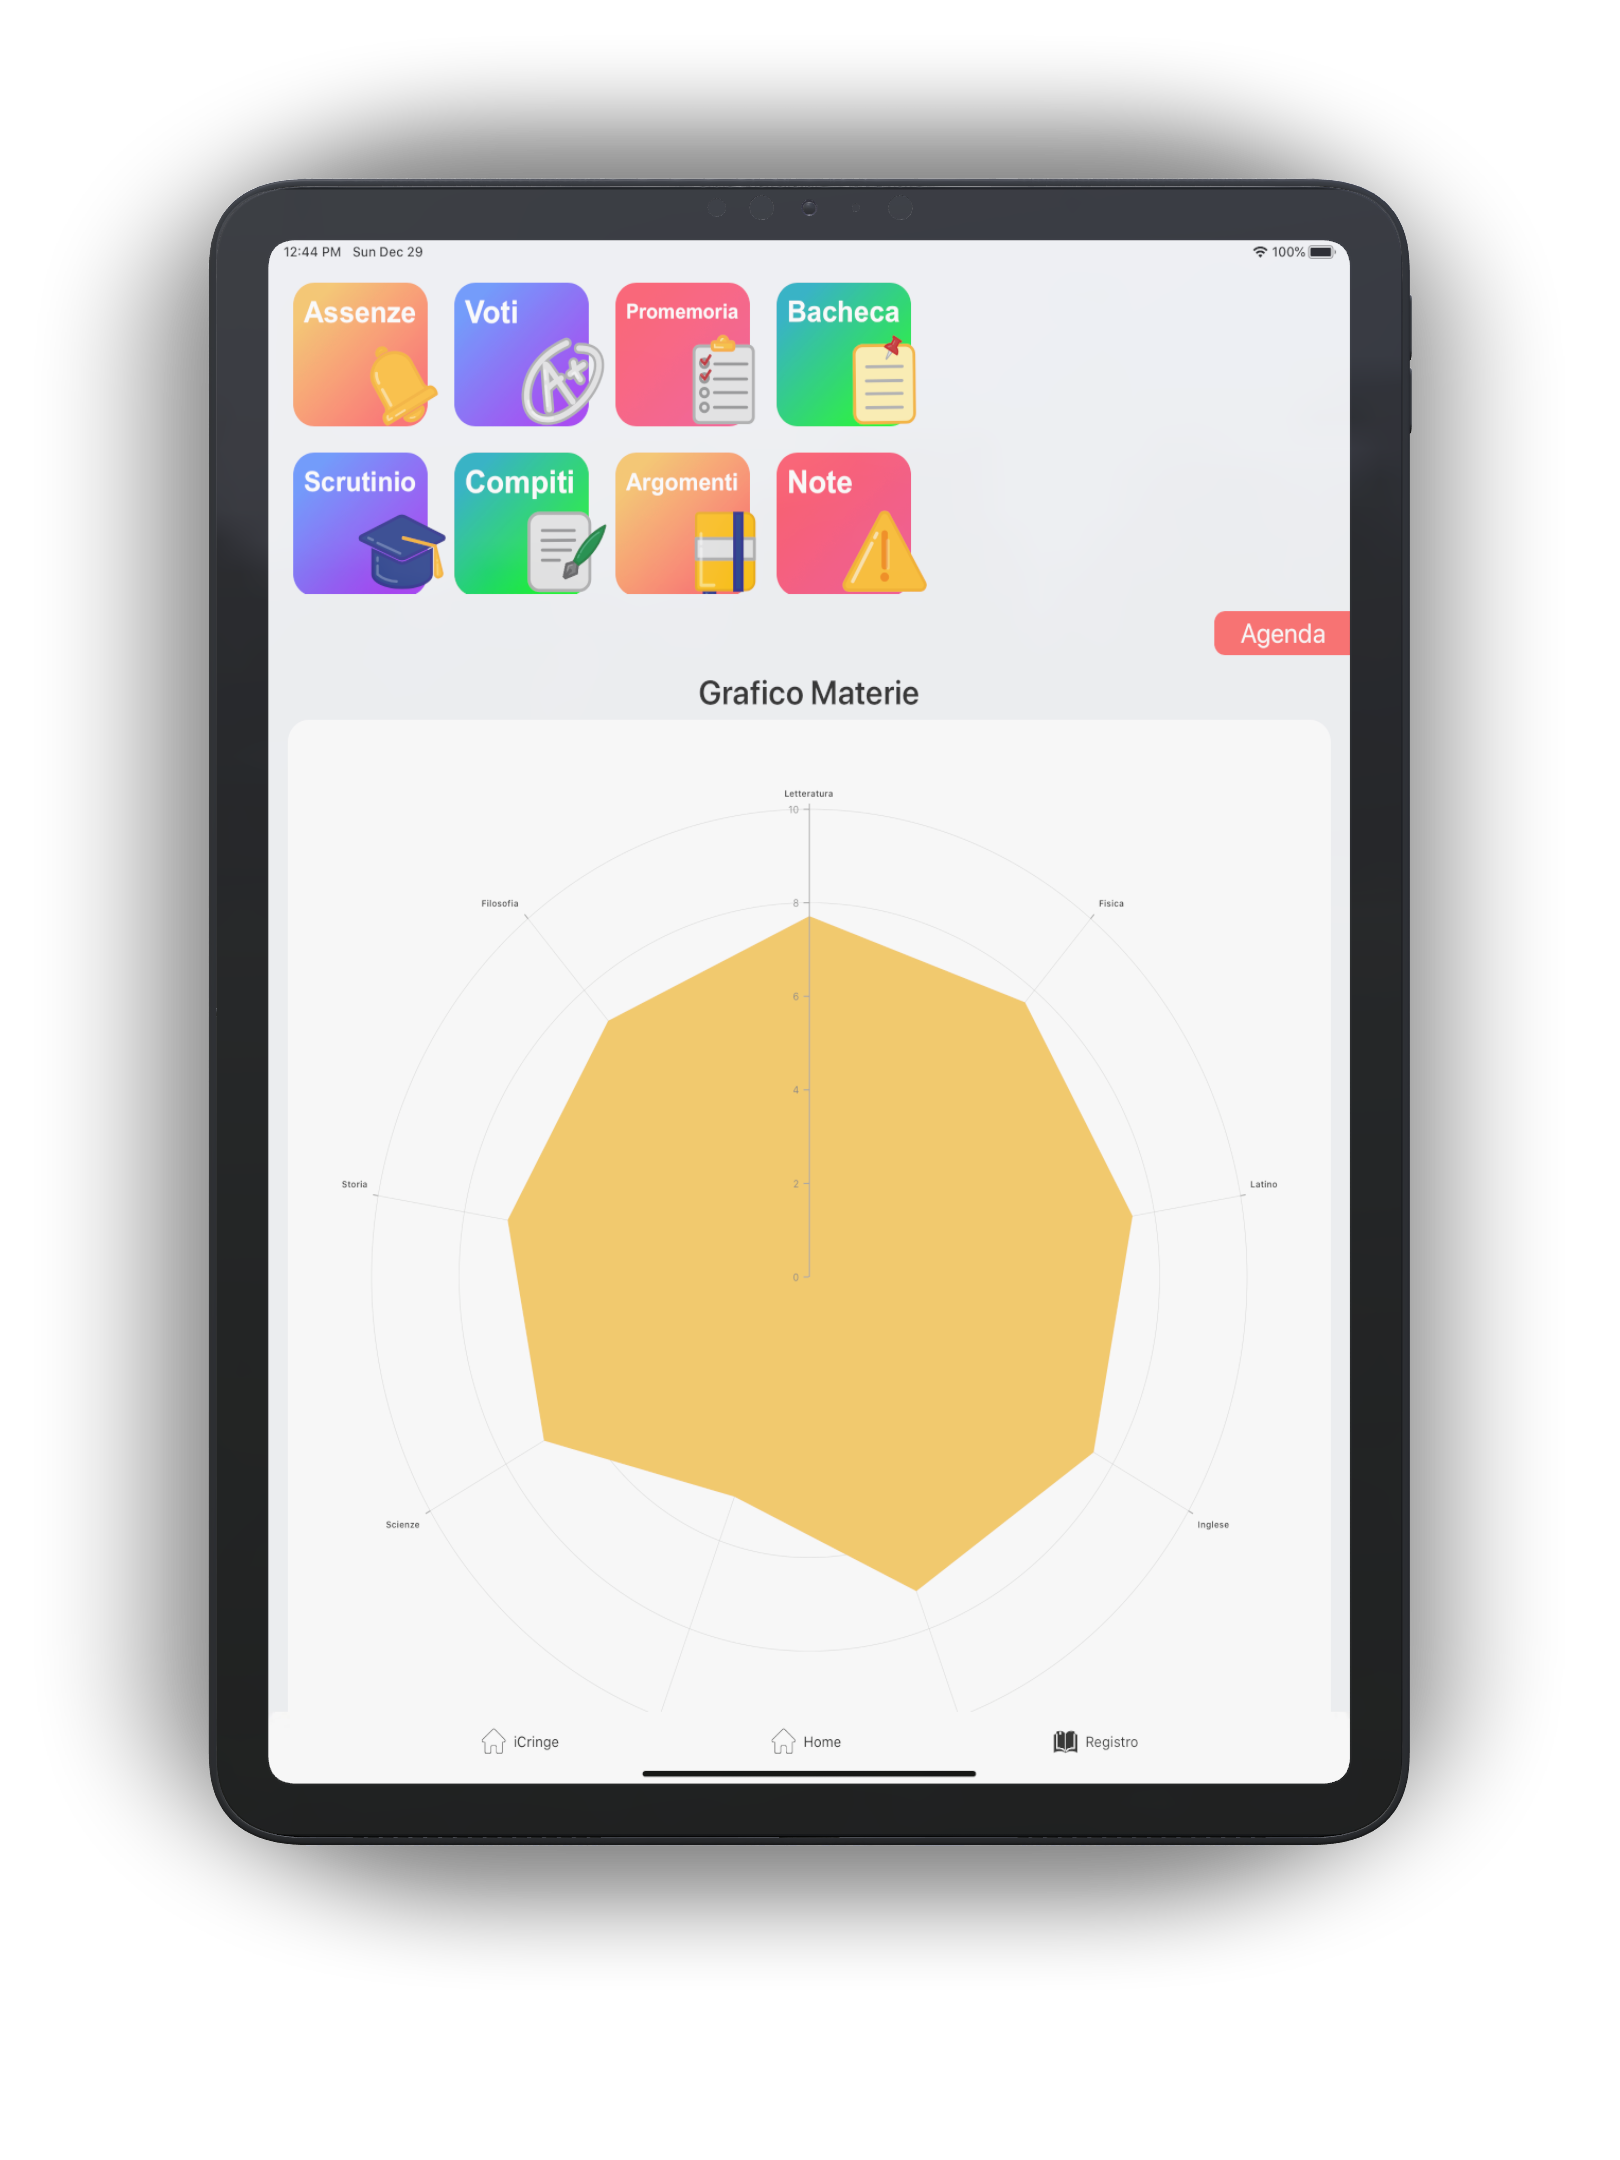 12:44 PM Sun Dec 29 100%
Assenze Voti Promemoria Bacheca
A+
Scrutinio Compiti Argomenti Note
Agenda
Grafico Materie
Letteratura
10
Filosofia 8 Fisica
6
4
Storia 2 Latino
0
Scienze Inglese
iCringe Home Registro